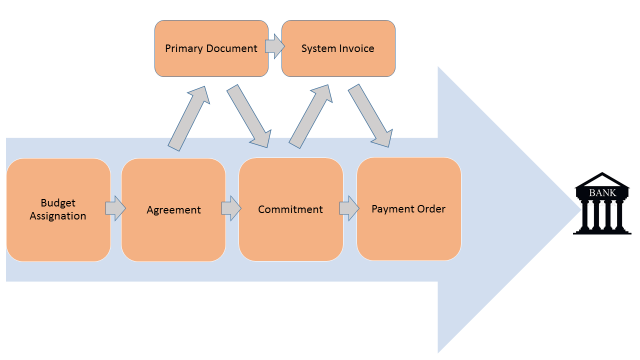 Primary Document
System Invoice
Budget
Assignation
Agreement
Commitment
Payment Order
BANK